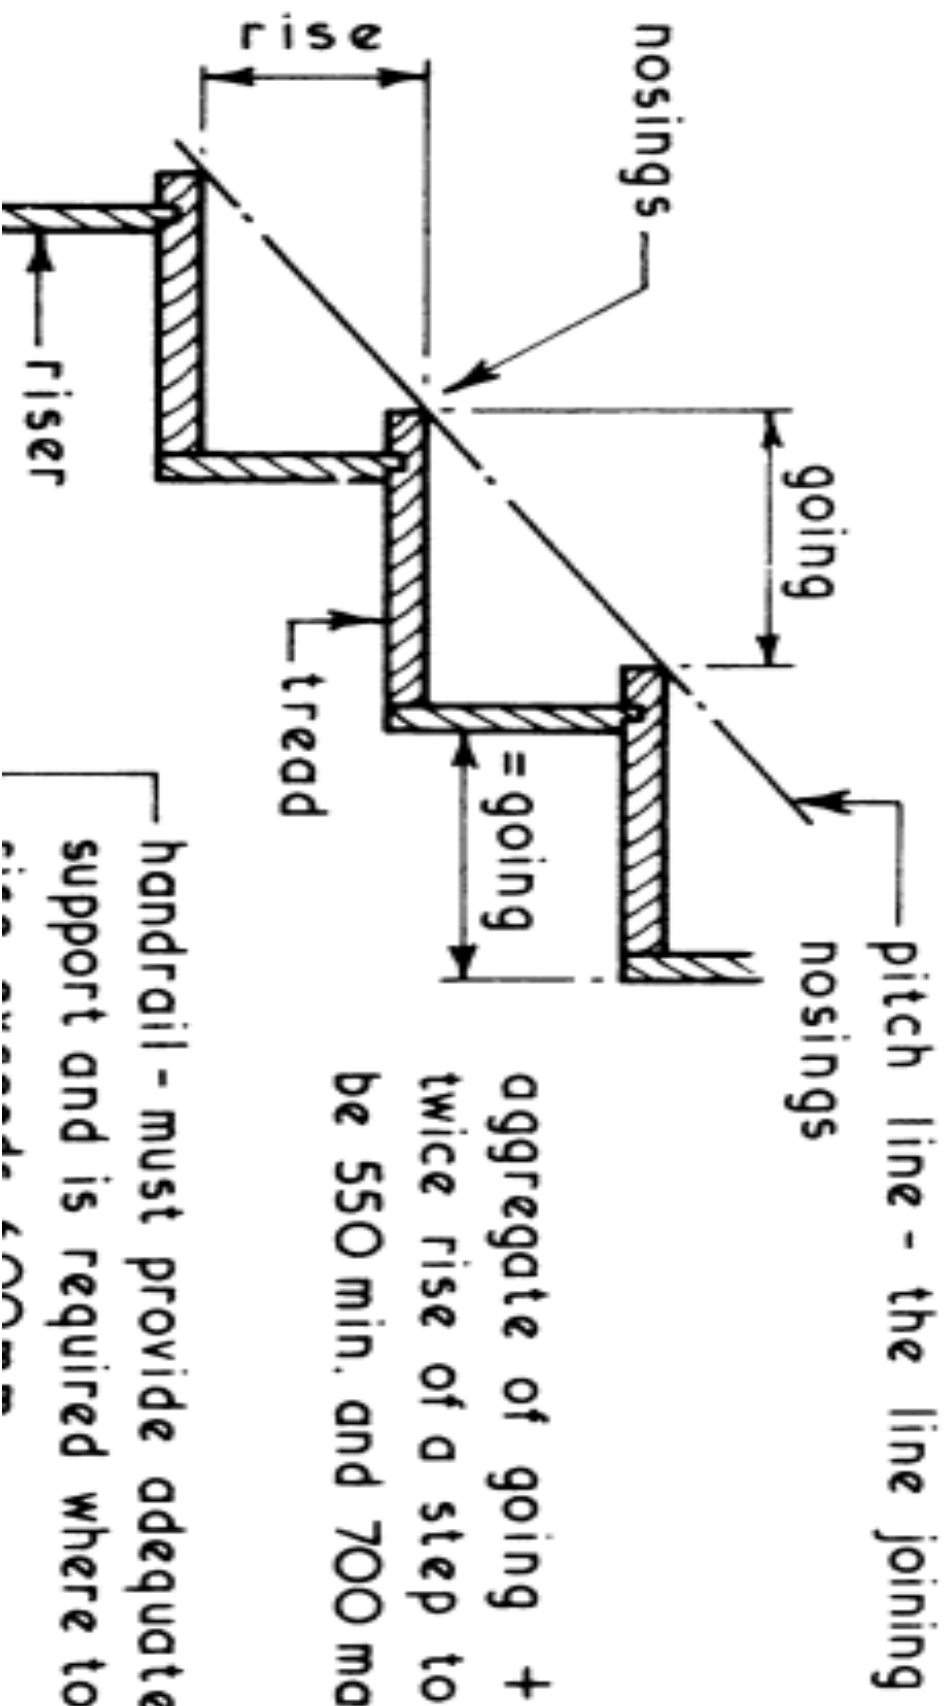 rise
nosings
going
riser
tread
= going
pitch line - the line joining
nosings
aggregate of going +
twice rise of a step to
be 550 min. and 700 ma
handrail - must provide adequate
support and is required where to